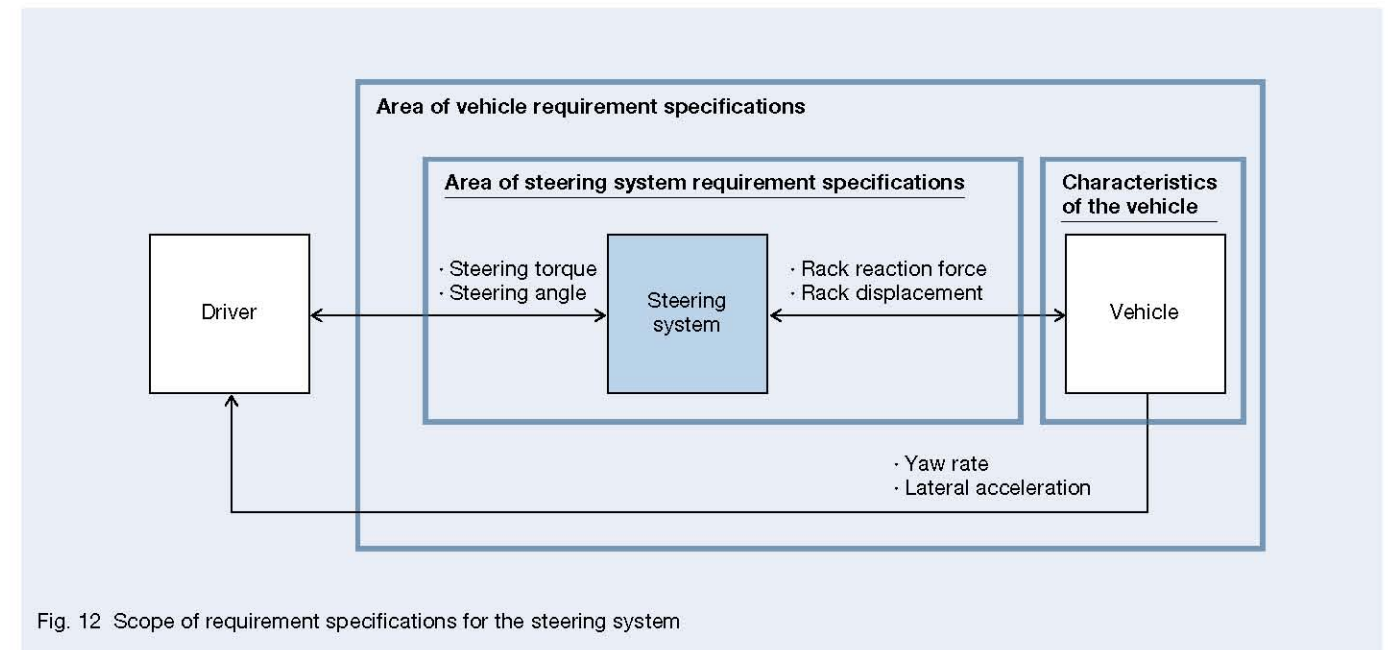 Area of vehicle requirement specifications
Area of steering system requirement specifications
Characteristics
of the vehicle
Driver
· Steering torque
· Steering angle
Steering
system
· Rack reaction force
· Rack displacement
Vehicle
· Yaw rate
· Lateral acceleration
Fig. 12 Scope of requirement specifications for the steering system